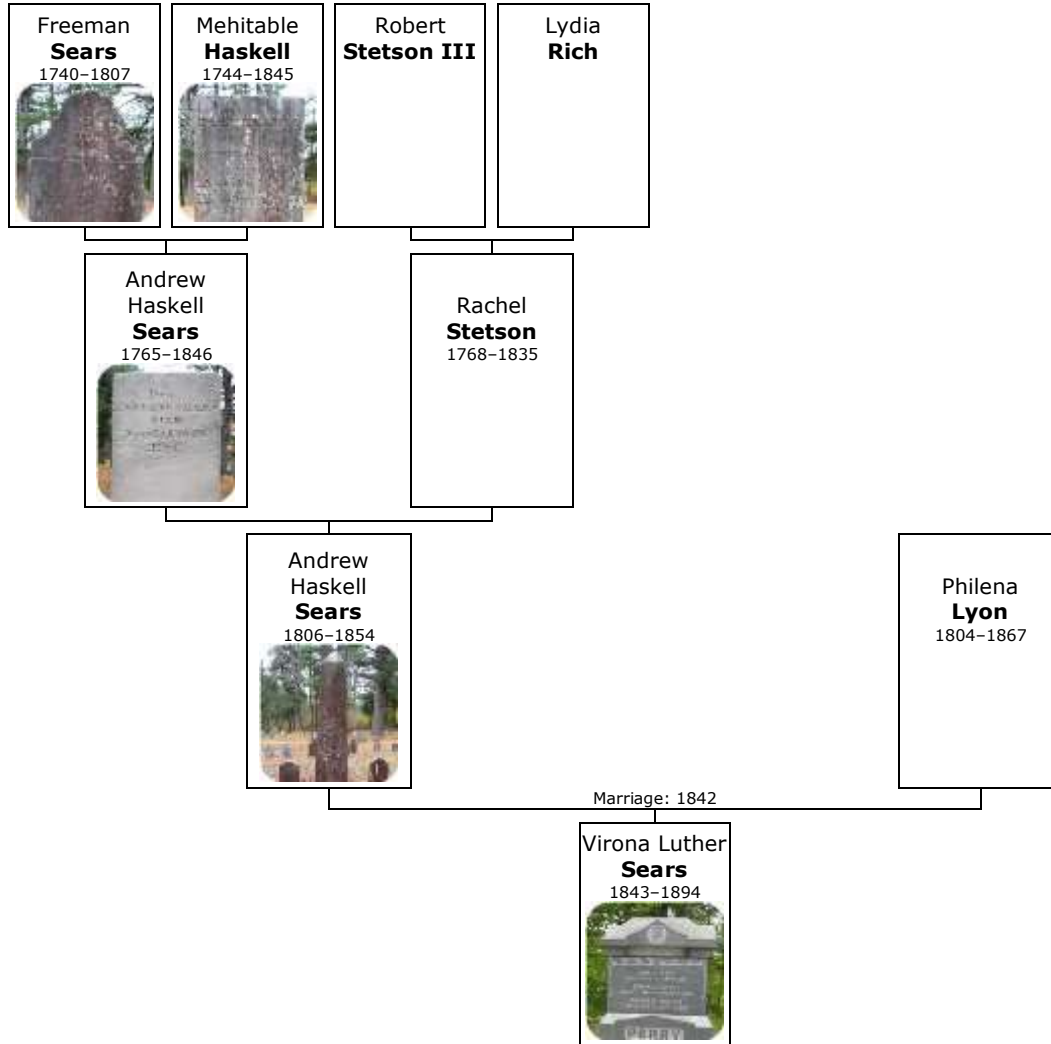 Freeman
Sears
1740–1807
Mehitable
Haskell
1744–1845
Robert
Stetson III
Lydia
Rich
Andrew
Haskell
Sears
1765–1846
Rachel
Stetson
1768–1835
Andrew
Haskell
Sears
1806–1854
Philena
Lyon
1804–1867
Marriage: 1842
Virona Luther
Sears
1843–1894
PERRY